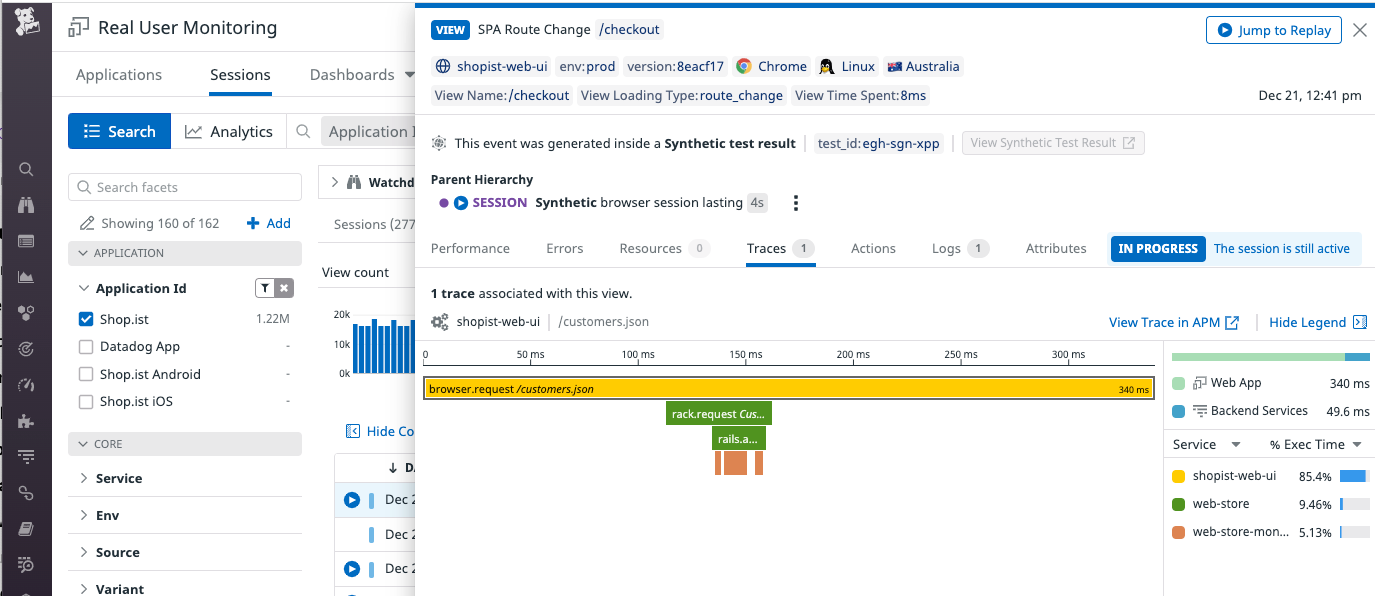 Real User Monitoring
Applications
Sessions
Dashboards
Search
Analytics
Application I
Search facets
Watchd
Showing 160 of 162
Add
Sessions (277
APPLICATION
View count
Application Id
Shop.ist
1.22M
Datadog App
-
Shop.ist Android
-
Shop.ist iOS
-
20k
10k
0k
Hide Co
CORE
Service
Env
Source
Variant
↓ D
Dec 2
Dec 2
Dec 2
VIEW SPA Route Change /checkout
Jump to Replay
shopist-web-ui env:prod version:8eacf17 Chrome Linux Australia
View Name:/checkout View Loading Type:route_change View Time Spent:8ms
Dec 21, 12:41 pm
This event was generated inside a Synthetic test result test_id:egh-sgn-xpp View Synthetic Test Result
Parent Hierarchy
SESSION Synthetic browser session lasting 4s
Performance Errors Resources 0 Traces 1 Actions Logs 1 Attributes IN PROGRESS The session is still active
1 trace associated with this view.
shopist-web-ui /customers.json
View Trace in APM Hide Legend
0 50 ms 100 ms 150 ms 200 ms 250 ms 300 ms
browser.request /customers.json 340 ms
rack.request Cus...
rails.a...
Web App 340 ms
Backend Services 49.6 ms
Service % Exec Time
shopist-web-ui 85.4%
web-store 9.46%
web-store-mon... 5.13%